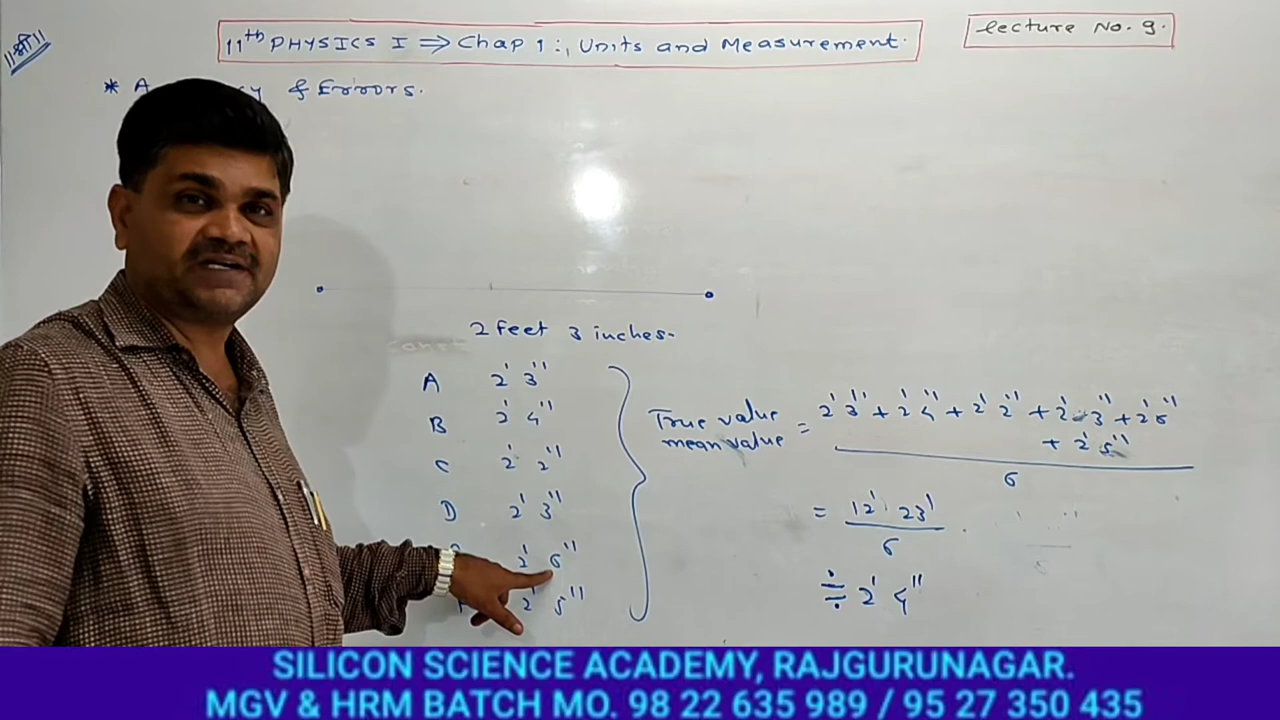 ॥श्री॥
11th PHYSICS I ⇒ Chap 1:, Units and Measurement.
Lecture No. 9.
* & Errors.
2 feet 3 inches.
A 2' 3"
B 2' 4"
C 2' 2"
D 2' 3"
2' 6"
2' 5"
True value
mean value = 2' 3" + 2' 4" + 2' 2" + 2' 3" + 2' 6"
+ 2' 5"
6
= 12' 23'
6
≑ 2' 4"
SILICON SCIENCE ACADEMY, RAJGURUNAGAR.
MGV & HRM BATCH MO. 98 22 635 989 / 95 27 350 435